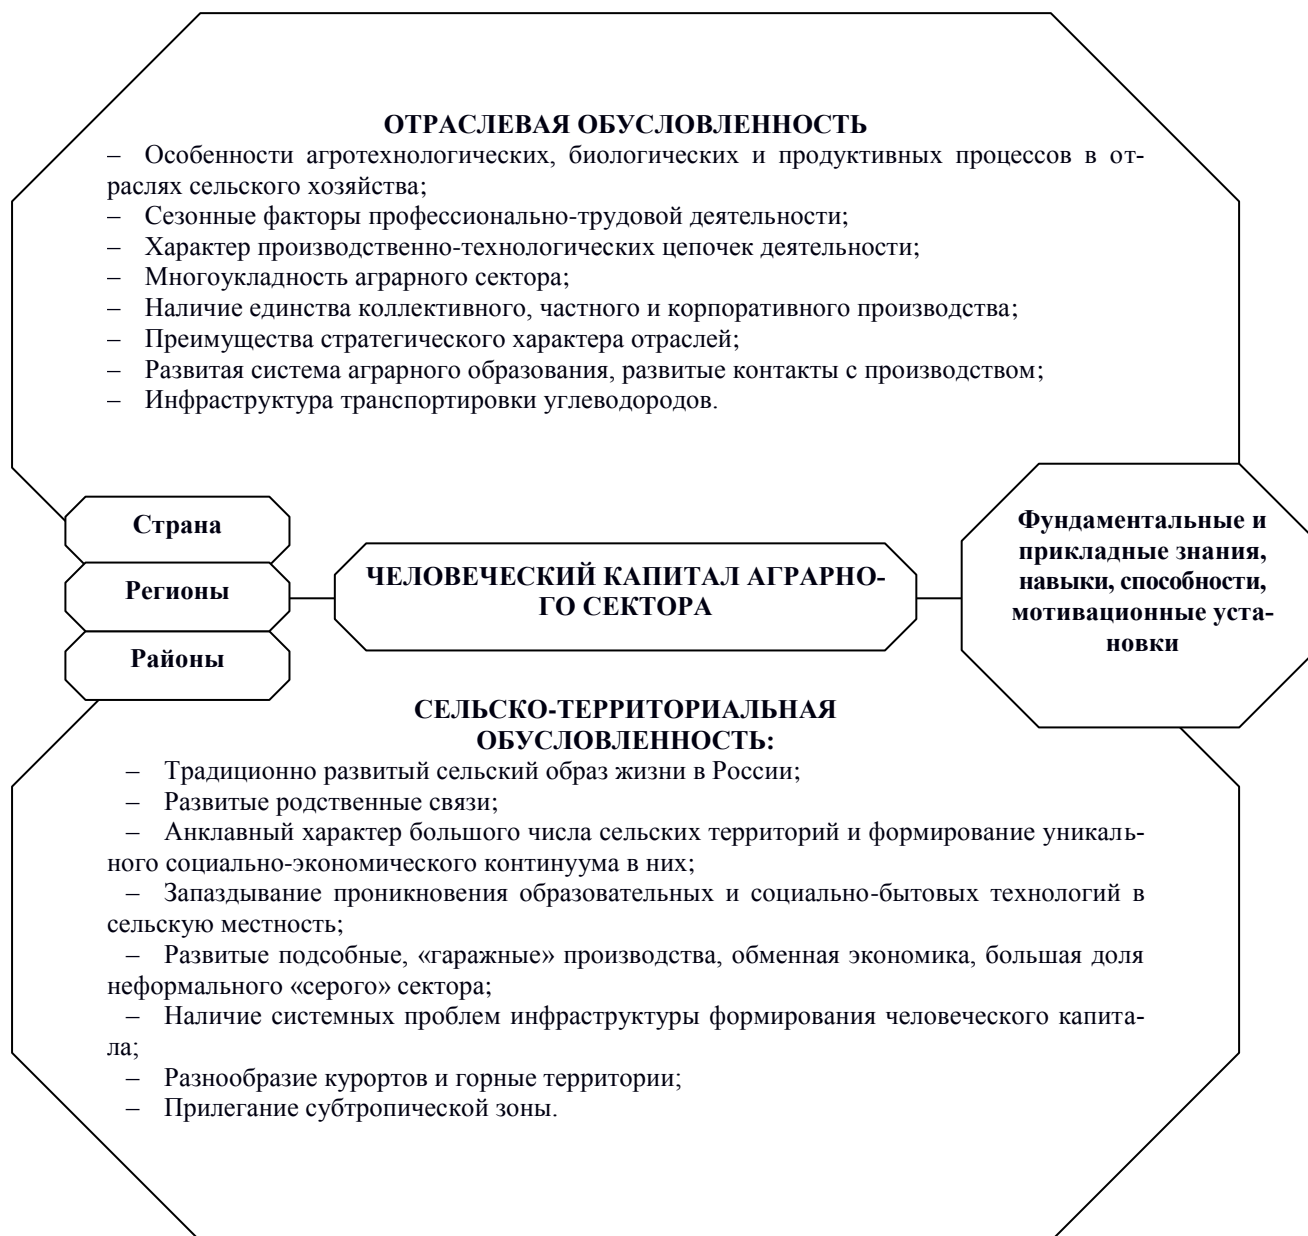 ОТРАСЛЕВАЯ ОБУСЛОВЛЕННОСТЬ
– Особенности агротехнологических, биологических и продуктивных процессов в от-
раслях сельского хозяйства;
– Сезонные факторы профессионально-трудовой деятельности;
– Характер производственно-технологических цепочек деятельности;
– Многоукладность аграрного сектора;
– Наличие единства коллективного, частного и корпоративного производства;
– Преимущества стратегического характера отраслей;
– Развитая система аграрного образования, развитые контакты с производством;
– Инфраструктура транспортировки углеводородов.
Страна
Регионы
Районы
ЧЕЛОВЕЧЕСКИЙ КАПИТАЛ АГРАРНО-
ГО СЕКТОРА
Фундаментальные и
прикладные знания,
навыки, способности,
мотивационные уста-
новки
СЕЛЬСКО-ТЕРРИТОРИАЛЬНАЯ
ОБУСЛОВЛЕННОСТЬ:
– Традиционно развитый сельский образ жизни в России;
– Развитые родственные связи;
– Анклавный характер большого числа сельских территорий и формирование уникаль-
ного социально-экономического континуума в них;
– Запаздывание проникновения образовательных и социально-бытовых технологий в
сельскую местность;
– Развитые подсобные, «гаражные» производства, обменная экономика, большая доля
неформального «серого» сектора;
– Наличие системных проблем инфраструктуры формирования человеческого капита-
ла;
– Разнообразие курортов и горные территории;
– Прилегание субтропической зоны.